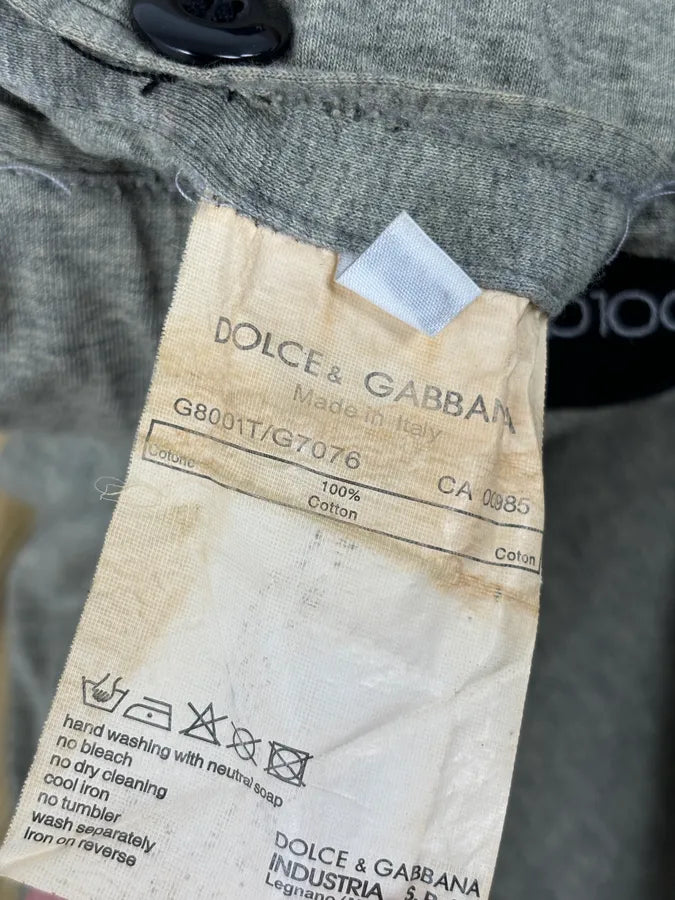 DOLCE & GABBANA
Made in Italy
G8001T/G7076
CA 00985
Cotone
100%
Cotton
Coton
hand washing with neutral soap
no bleach
no dry cleaning
cool iron
no tumbler
wash separately
Iron on reverse
DOLCE & GABBANA
INDUSTRIA S.P.A
Legnano